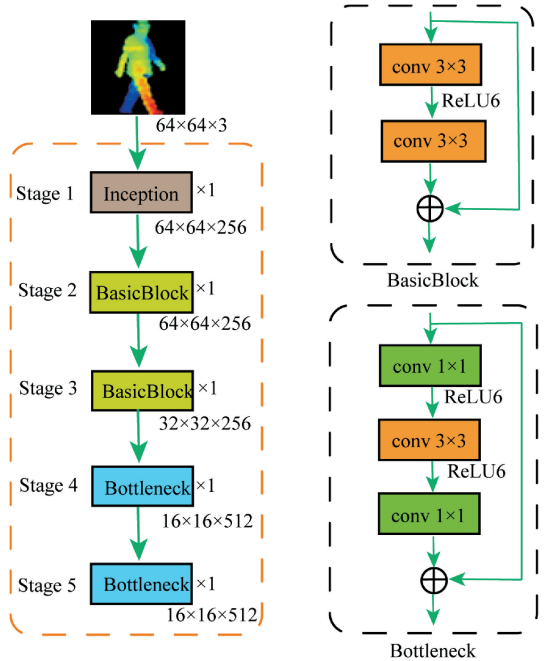 64×64×3
Stage 1
Inception
×1
64×64×256
Stage 2
BasicBlock
×1
64×64×256
Stage 3
BasicBlock
×1
32×32×256
Stage 4
Bottleneck
×1
16×16×512
Stage 5
Bottleneck
×1
16×16×512
conv 3×3
ReLU6
conv 3×3
BasicBlock
conv 1×1
ReLU6
conv 3×3
ReLU6
conv 1×1
Bottleneck